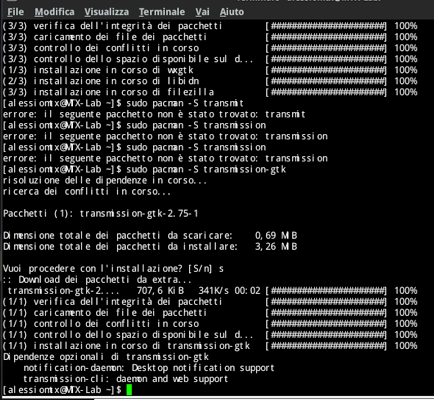 File Modifica Visualizza Terminale Vai Aiuto
(3/3) verifica dell'integrità dei pacchetti [######################] 100%
(3/3) caricamento dei file dei pacchetti [######################] 100%
(3/3) controllo dei conflitti in corso [######################] 100%
(3/3) controllo dello spazio disponibile sul d... [######################] 100%
(1/3) installazione in corso di wxgtk [######################] 100%
(2/3) installazione in corso di libidn [######################] 100%
(3/3) installazione in corso di filezilla [######################] 100%
[alessiomx@MTX-Lab ~]$ sudo pacman -S transmit
errore: il seguente pacchetto non è stato trovato: transmit
[alessiomx@MTX-Lab ~]$ sudo pacman -S transmission
errore: il seguente pacchetto non è stato trovato: transmission
[alessiomx@MTX-Lab ~]$ sudo pacman -S transmission
errore: il seguente pacchetto non è stato trovato: transmission
[alessiomx@MTX-Lab ~]$ sudo pacman -S transmission-gtk
risoluzione delle dipendenze in corso...
ricerca dei conflitti in corso...
Pacchetti (1): transmission-gtk-2.75-1
Dimensione totale dei pacchetti da scaricare: 0,69 MiB
Dimensione totale dei pacchetti da installare: 3,26 MiB
Vuoi procedere con l'installazione? [S/n] s
:: Download dei pacchetti da extra...
transmission-gtk-2.... 707,6 KiB 341K/s 00:02 [######################] 100%
(1/1) verifica dell'integrità dei pacchetti [######################] 100%
(1/1) caricamento dei file dei pacchetti [######################] 100%
(1/1) controllo dei conflitti in corso [######################] 100%
(1/1) controllo dello spazio disponibile sul d... [######################] 100%
(1/1) installazione in corso di transmission-gtk [######################] 100%
Dipendenze opzionali di transmission-gtk
notification-daemon: Desktop notification support
transmission-cli: daemon and web support
[alessiomx@MTX-Lab ~]$